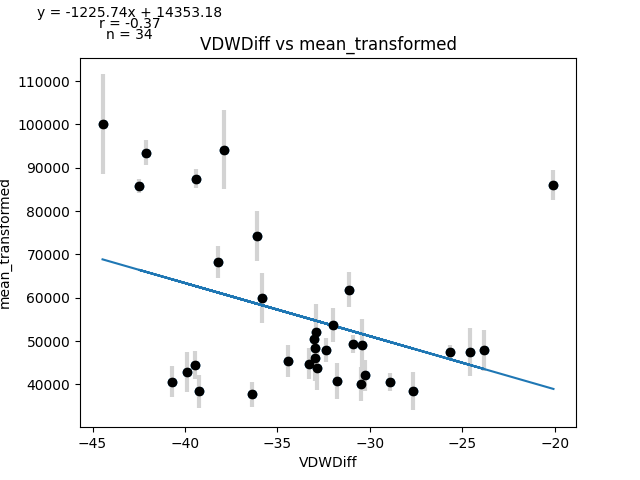 y = -1225.74x + 14353.18
r = -0.37
n = 34
VDWDiff vs mean_transformed
110000
100000
90000
80000
70000
60000
50000
40000
mean_transformed
−45
−40
−35
−30
−25
−20
VDWDiff